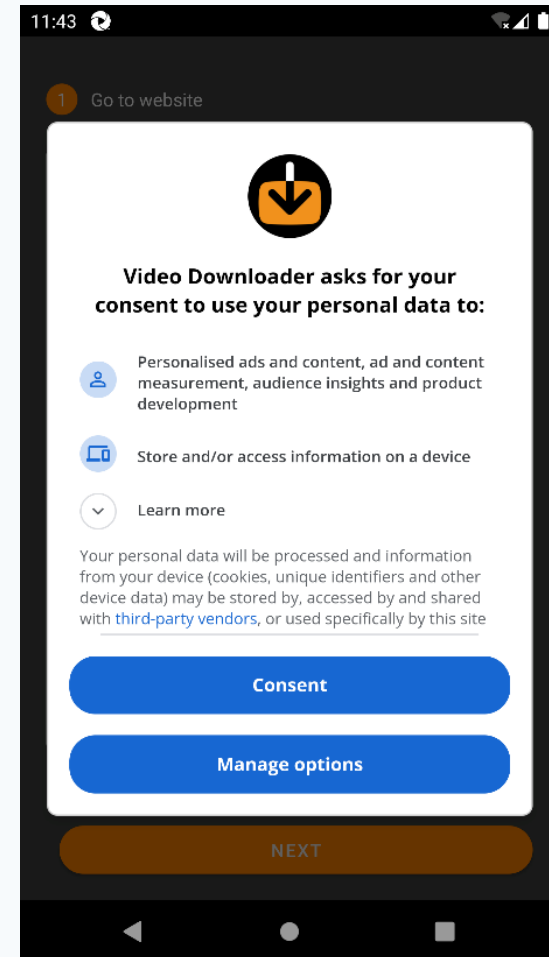 11:43
1 Go to website
Video Downloader asks for your
consent to use your personal data to:
Personalised ads and content, ad and content
measurement, audience insights and product
development
Store and/or access information on a device
Learn more
Your personal data will be processed and information
from your device (cookies, unique identifiers and other
device data) may be stored by, accessed by and shared
with third-party vendors, or used specifically by this site
Consent
Manage options
NEXT